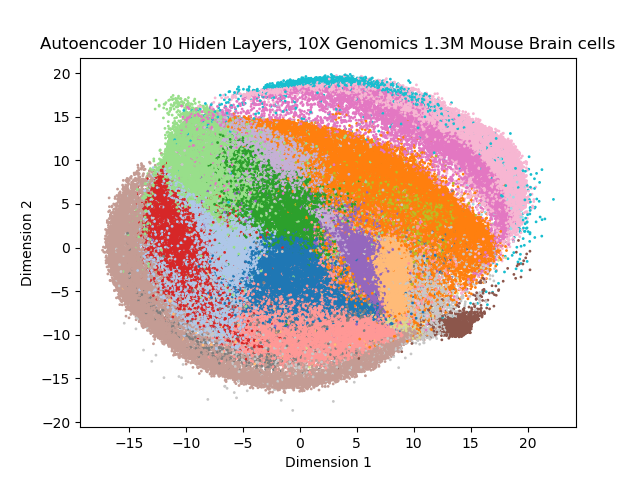 Autoencoder 10 Hiden Layers, 10X Genomics 1.3M Mouse Brain cells
20
15
10
5
0
−5
−10
−15
−20
Dimension 2
−15 −10 −5 0 5 10 15 20
Dimension 1